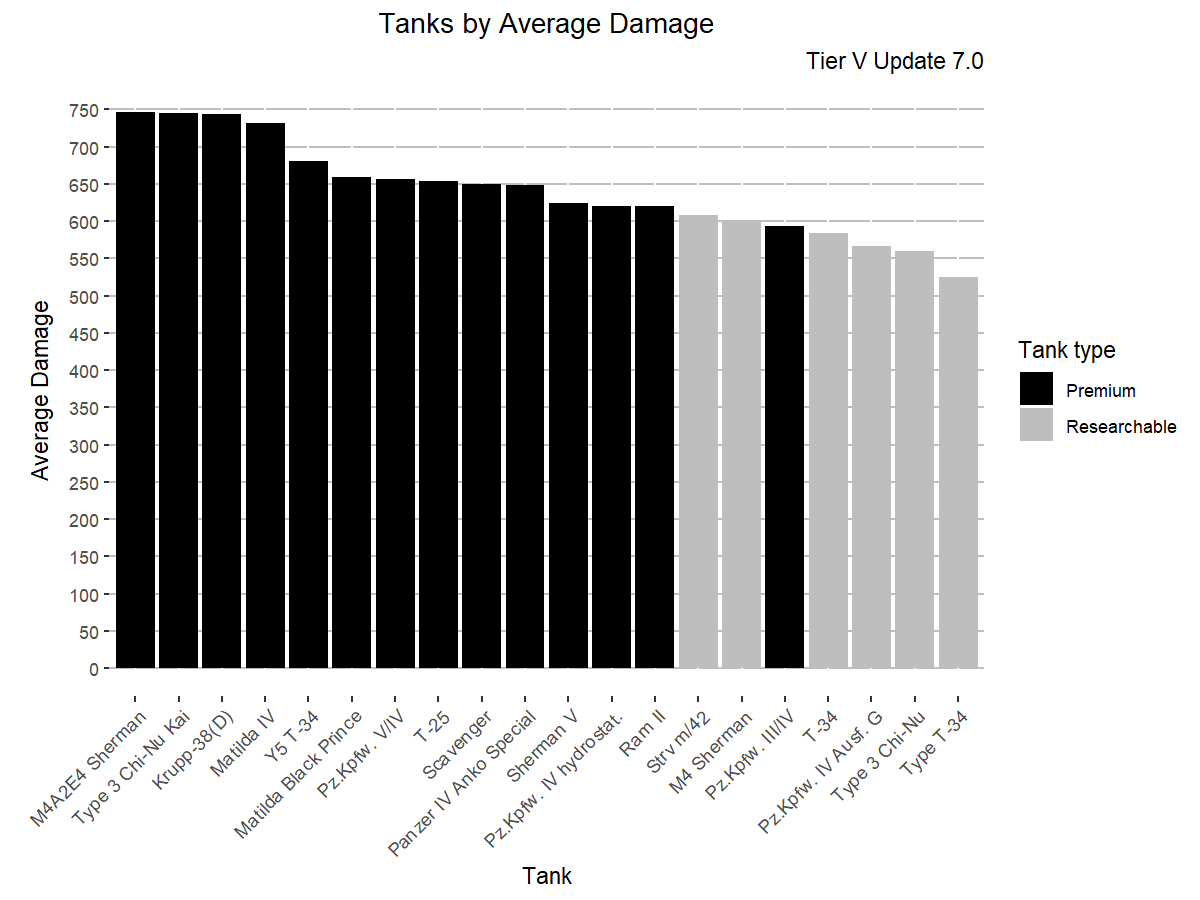 Tanks by Average Damage
Tier V Update 7.0
Average Damage
750
700
650
600
550
500
450
400
350
300
250
200
150
100
50
0
M4A2E4 Sherman
Type 3 Chi-Nu Kai
Krupp-38(D)
Matilda IV
Y5 T-34
Matilda Black Prince
Pz.Kpfw. V/IV
T-25
Scavenger
Panzer IV Anko Special
Sherman V
Pz.Kpfw. IV hydrostat.
Ram II
Strv m/42
M4 Sherman
Pz.Kpfw. III/IV
T-34
Pz.Kpfw. IV Ausf. G
Type 3 Chi-Nu
Type T-34
Tank
Tank type
Premium
Researchable